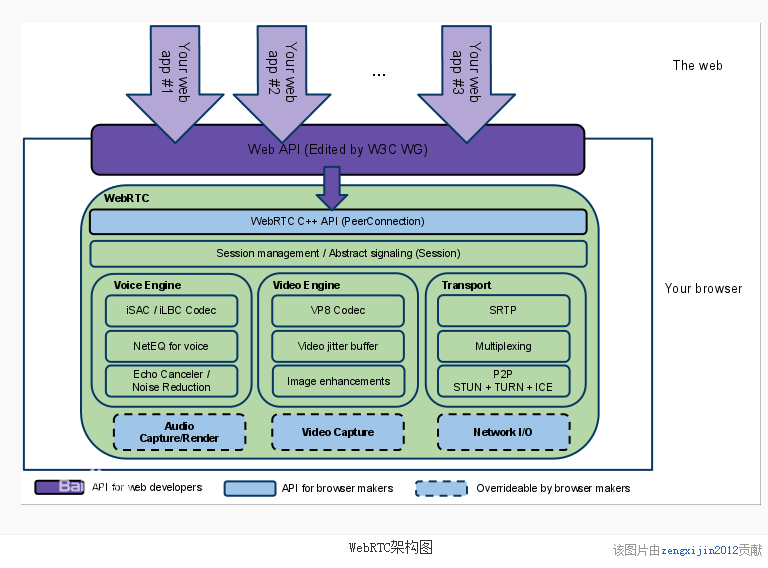 Your web
app #1
Your web
app #2
...
Your web
app #3
The web
Web API (Edited by W3C WG)
WebRTC
WebRTC C++ API (PeerConnection)
Session management / Abstract signaling (Session)
Your browser
Voice Engine
iSAC / iLBC Codec
NetEQ for voice
Echo Canceler /
Noise Reduction
Video Engine
VP8 Codec
Video jitter buffer
Image enhancements
Transport
SRTP
Multiplexing
P2P
STUN + TURN + ICE
Audio
Capture/Render
Video Capture
Network I/O
API for web developers
API for browser makers
Overrideable by browser makers
WebRTC架构图
该图片由zengxijin2012贡献